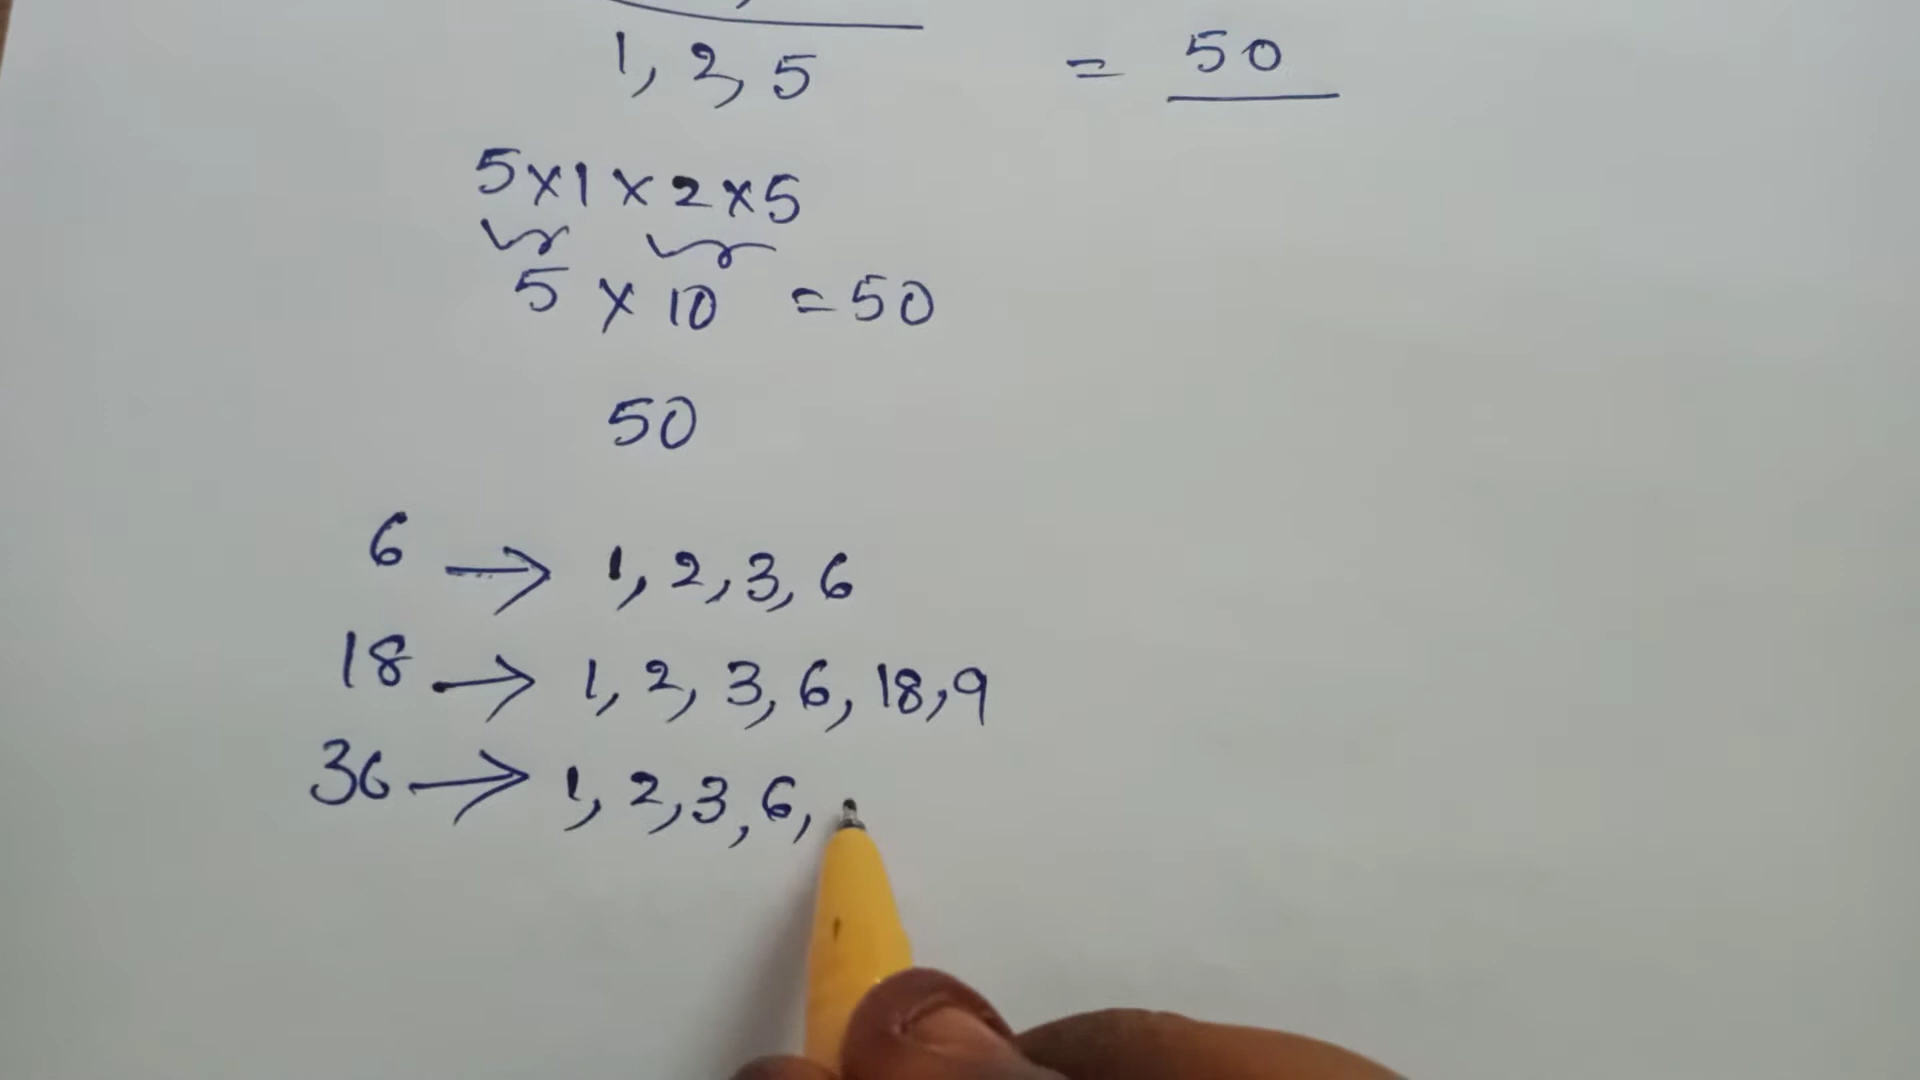 1, 2, 5 = 50
5×1×2×5
5 × 10 = 50
50
6 → 1, 2, 3, 6
18 → 1, 2, 3, 6, 18, 9
36 → 1, 2, 3, 6,